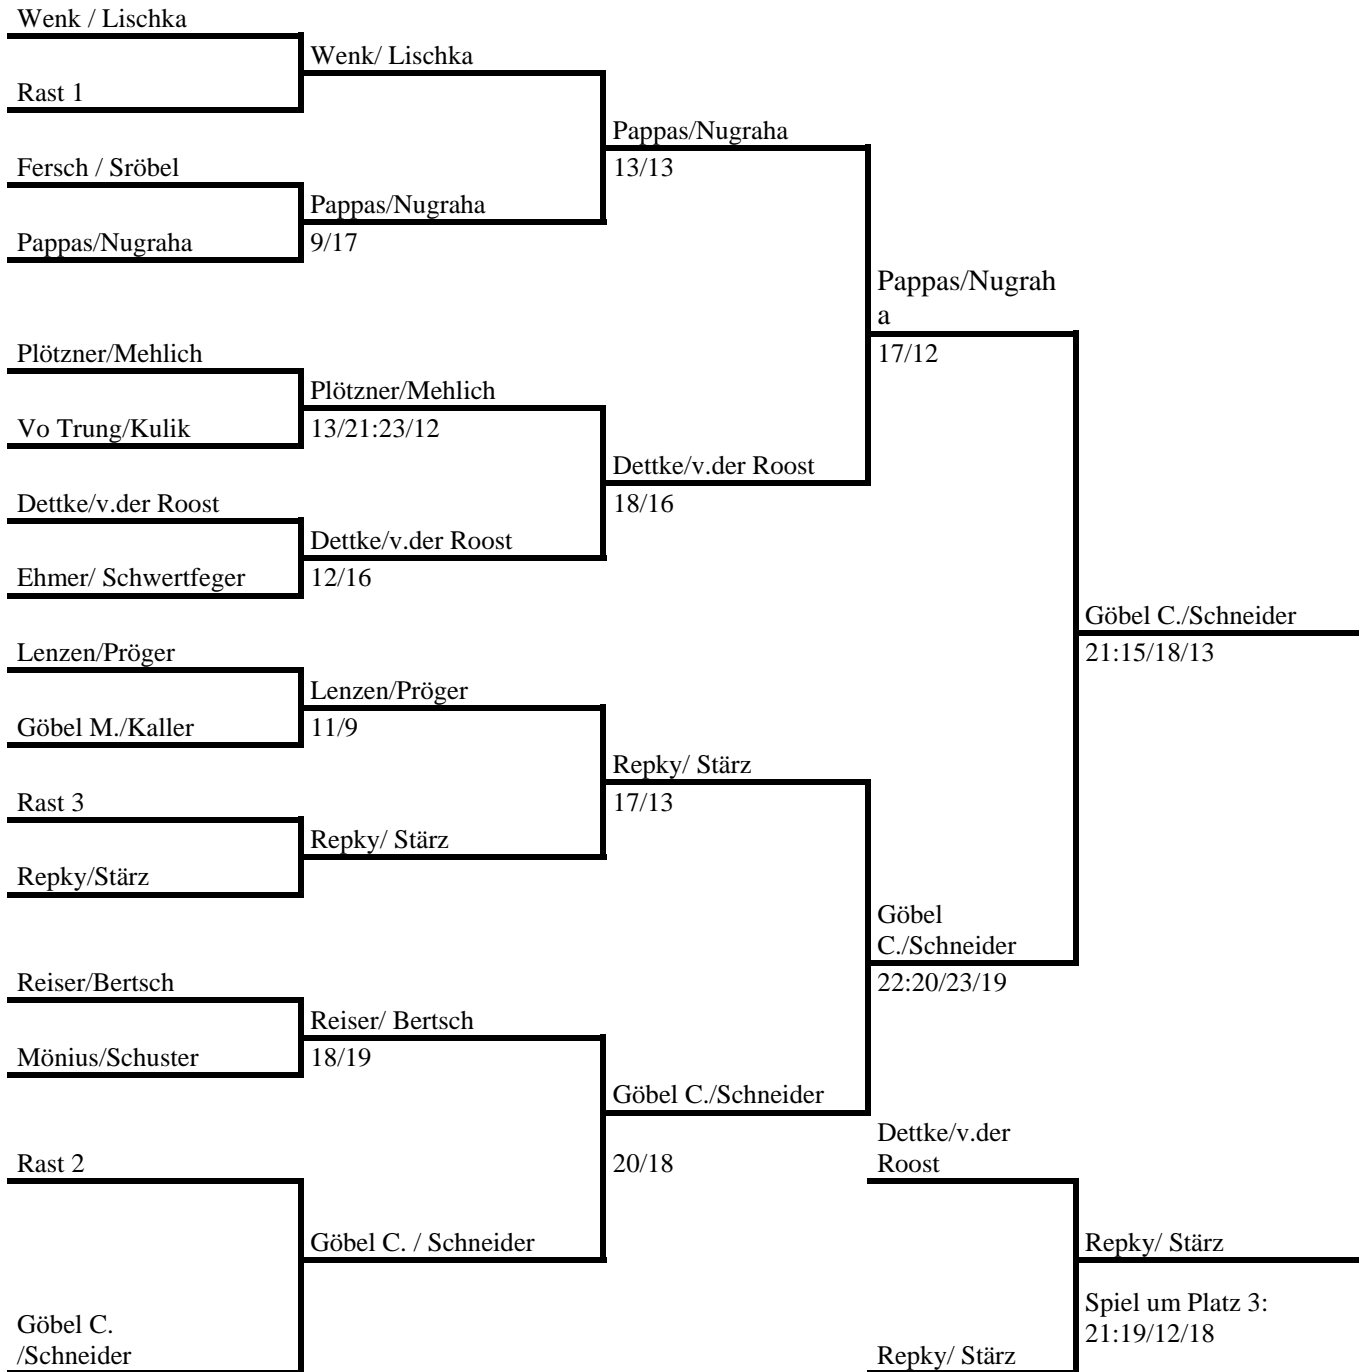 Wenk / Lischka
Wenk/ Lischka
Rast 1
Pappas/Nugraha
13/13
Fersch / Sröbel
Pappas/Nugraha
Pappas/Nugraha
9/17
Pappas/Nugrah
a
17/12
Plötzner/Mehlich
Plötzner/Mehlich
Vo Trung/Kulik
13/21:23/12
Dettke/v.der Roost
18/16
Dettke/v.der Roost
Dettke/v.der Roost
Ehmer/ Schwertfeger
12/16
Göbel C./Schneider
21:15/18/13
Lenzen/Pröger
Lenzen/Pröger
Göbel M./Kaller
11/9
Repky/ Stärz
17/13
Rast 3
Repky/ Stärz
Repky/Stärz
Göbel
C./Schneider
22:20/23/19
Reiser/Bertsch
Reiser/ Bertsch
Mönius/Schuster
18/19
Göbel C./Schneider
Dettke/v.der
Roost
Rast 2
20/18
Göbel C. / Schneider
Repky/ Stärz
Spiel um Platz 3:
21:19/12/18
Göbel C.
/Schneider
Repky/ Stärz